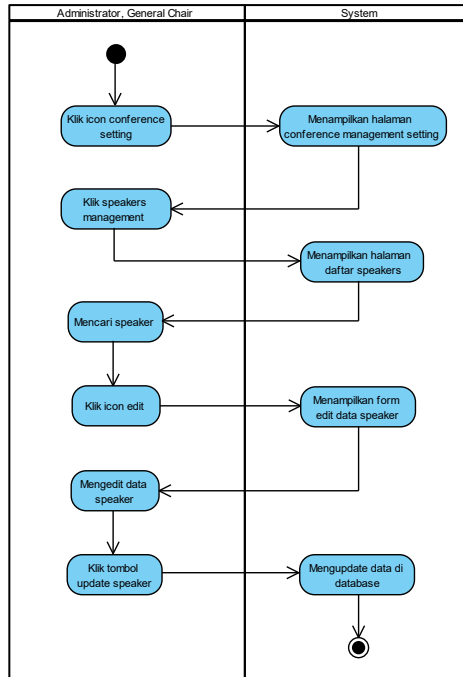 Administrator, General Chair
System
Klik icon conference
setting
Menampilkan halaman
conference management setting
Klik speakers
management
Menampilkan halaman
daftar speakers
Mencari speaker
Klik icon edit
Menampilkan form
edit data speaker
Mengedit data
speaker
Klik tombol
update speaker
Mengupdate data di
database